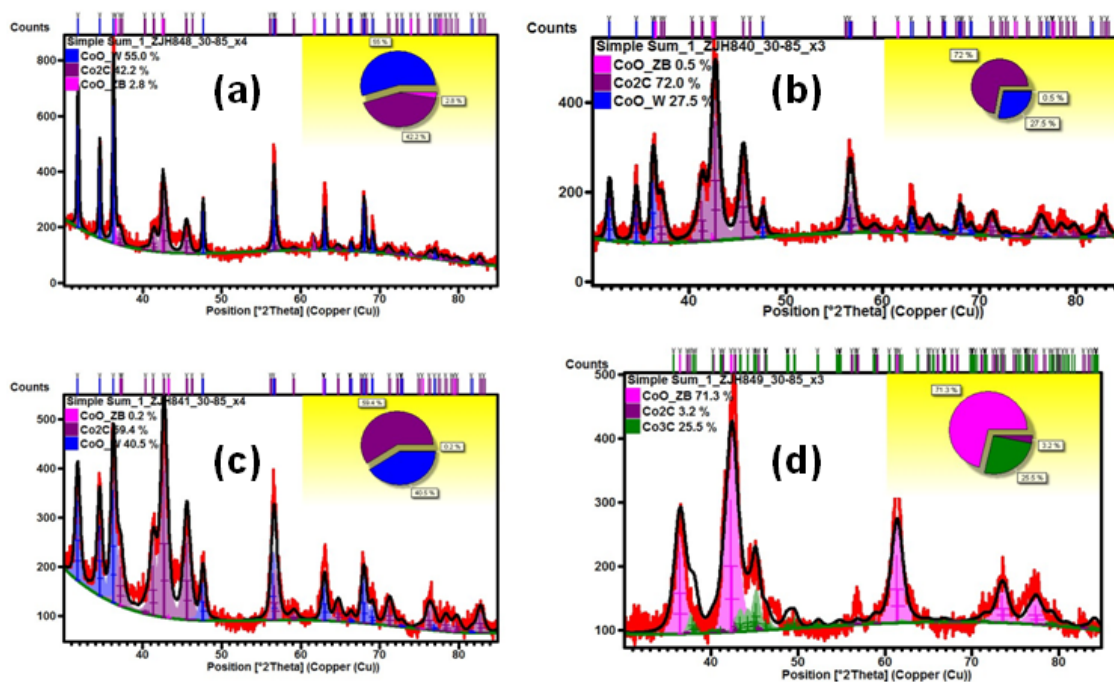 Counts
Simple Sum_1_ZJH848_30-85_x4
CoO_W 55.0 %
Co2C 42.2 %
CoO_ZB 2.8 %
(a)
55 %
2.8 %
42.2 %
800
600
400
200
0
40
50
60
70
80
Position [°2Theta] (Copper (Cu))
Counts
Simple Sum_1_ZJH840_30-85_x3
CoO_ZB 0.5 %
Co2C 72.0 %
CoO_W 27.5 %
(b)
72 %
0.5 %
27.5 %
400
200
0
40
50
60
70
80
Position [°2Theta] (Copper (Cu))
Counts
Simple Sum_1_ZJH841_30-85_x4
CoO_ZB 0.2 %
Co2C 59.4 %
CoO_W 40.5 %
(c)
59.4 %
0.2 %
40.5 %
500
400
300
200
100
30
40
50
60
70
80
Position [°2Theta] (Copper (Cu))
Counts
Simple Sum_1_ZJH849_30-85_x3
CoO_ZB 71.3 %
Co2C 3.2 %
Co3C 25.5 %
(d)
71.3 %
3.2 %
25.5 %
500
400
300
200
100
40
50
60
70
80
Position [°2Theta] (Copper (Cu))